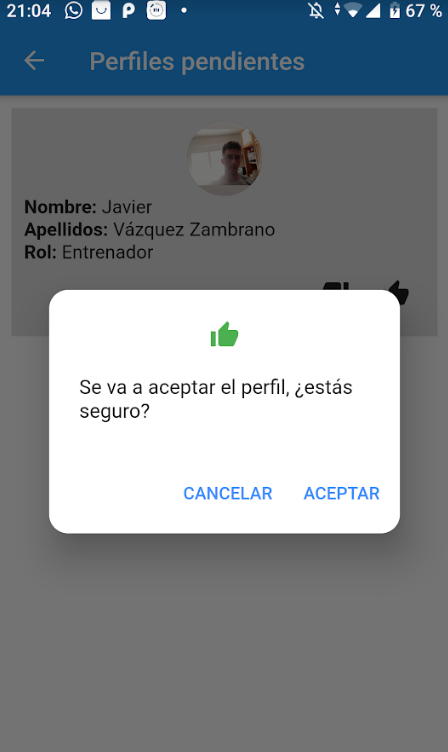 21:04 67 %
Perfiles pendientes
Nombre: Javier
Apellidos: Vázquez Zambrano
Rol: Entrenador
Se va a aceptar el perfil, ¿estás
seguro?
CANCELAR ACEPTAR